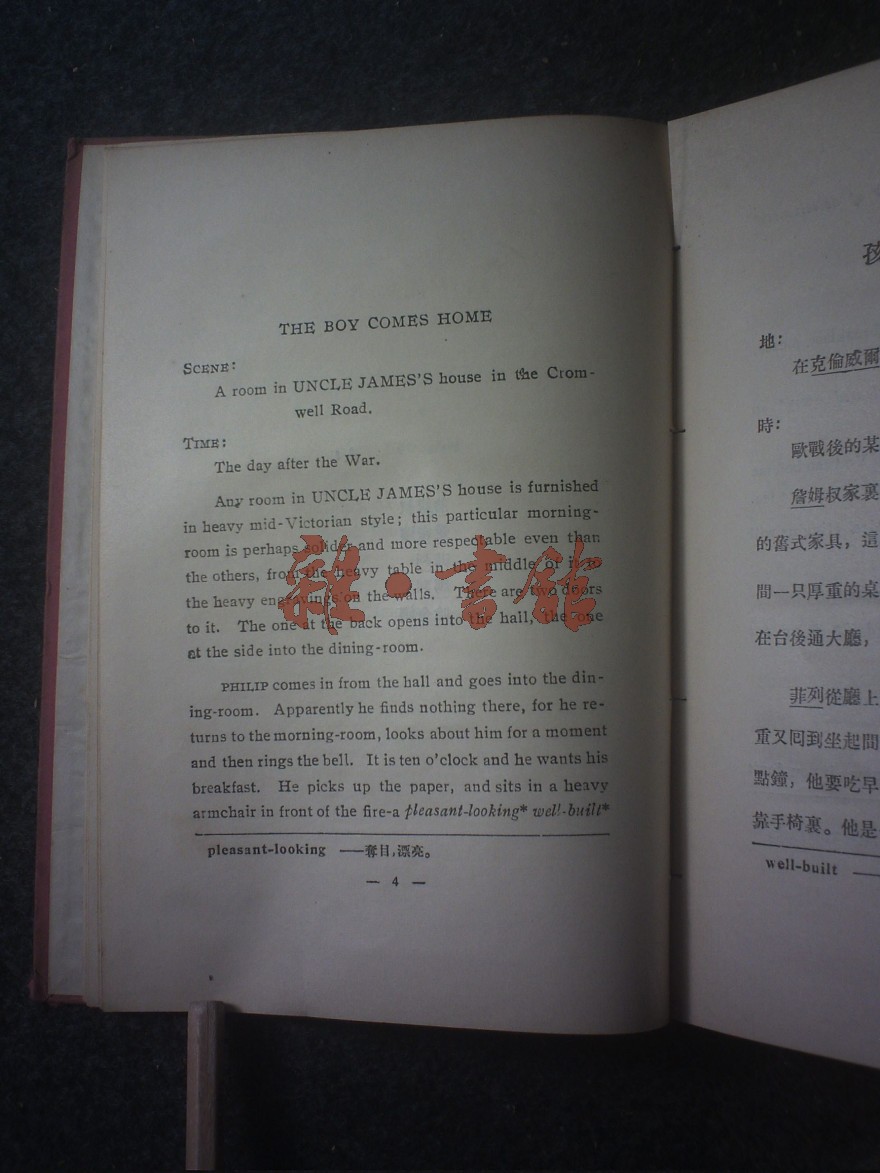 THE BOY COMES HOME
SCENE:
A room in UNCLE JAMES'S house in the Crom-
well Road.
TIME:
The day after the War.
Any room in UNCLE JAMES'S house is furnished
in heavy mid-Victorian style; this particular morning-
room is perhaps solider and more respectable even than
the others, from the heavy table in the middle of it to
the heavy engravings on the walls. There are two doors
to it. The one at the back opens into the hall, the one
at the side into the dining-room.
PHILIP comes in from the hall and goes into the din-
ing-room. Apparently he finds nothing there, for he re-
turns to the morning-room, looks about him for a moment
and then rings the bell. It is ten o'clock and he wants his
breakfast. He picks up the paper, and sits in a heavy
armchair in front of the fire-a pleasant-looking* well-built*
pleasant-looking ——奪目,漂亮。
— 4 —
雜·書館
孩
地:
在克倫威爾
時:
歐戰後的某
詹姆叔家裏
的舊式家具，這
間一只厚重的桌
在台後通大廳，
菲列從廳上
重又回到坐起間
點鐘，他要吃早
靠手椅裏。他是
well-built ——